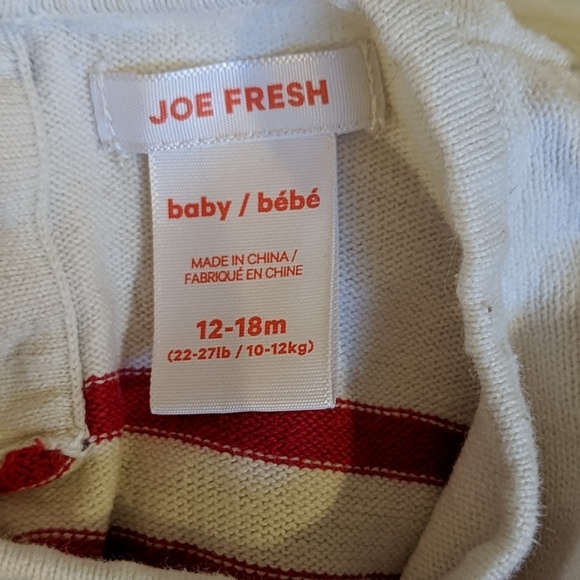 JOE FRESH
baby / bébé
MADE IN CHINA /
FABRIQUÉ EN CHINE
12-18m
(22-27lb / 10-12kg)